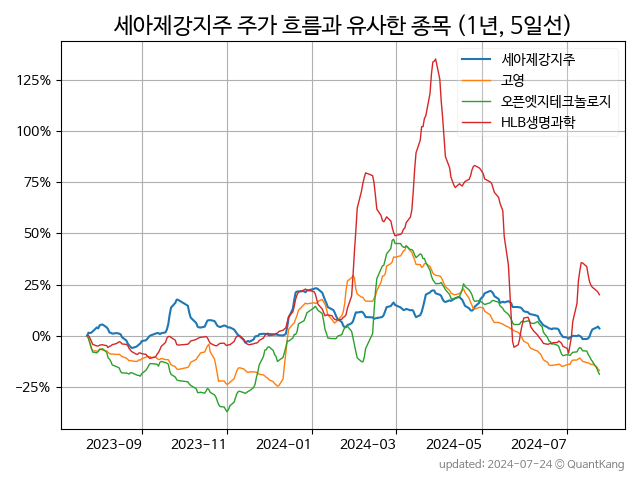 세아제강지주 주가 흐름과 유사한 종목 (1년, 5일선)
세아제강지주
고영
오픈엣지테크놀로지
HLB생명과학
125%
100%
75%
50%
25%
0%
−25%
2023-09
2023-11
2024-01
2024-03
2024-05
2024-07
updated: 2024-07-24 © QuantKang